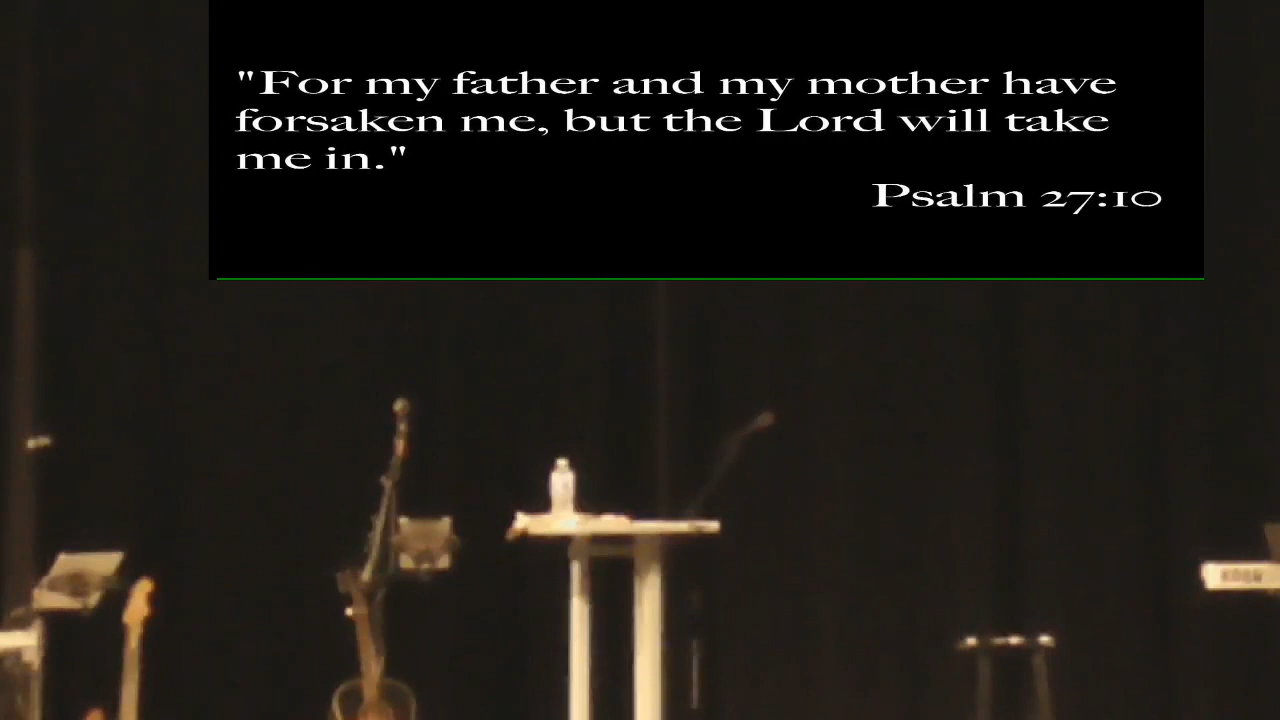 "For my father and my mother have
forsaken me, but the Lord will take
me in."
Psalm 27:10